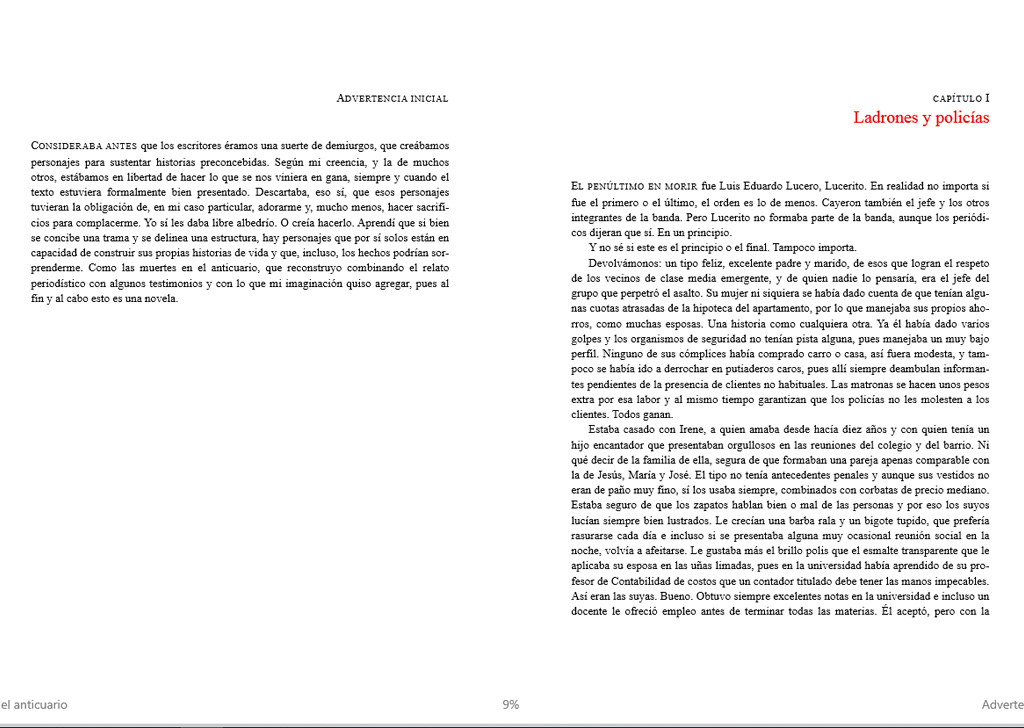 ADVERTENCIA INICIAL
CONSIDERABA ANTES que los escritores éramos una suerte de demiurgos, que creábamos
personajes para sustentar historias preconcebidas. Según mi creencia, y la de muchos
otros, estábamos en libertad de hacer lo que se nos viniera en gana, siempre y cuando el
texto estuviera formalmente bien presentado. Descartaba, eso sí, que esos personajes
tuvieran la obligación de, en mi caso particular, adorarme y, mucho menos, hacer sacrifi-
cios para complacerme. Yo sí les daba libre albedrío. O creía hacerlo. Aprendí que si bien
se concibe una trama y se delinea una estructura, hay personajes que por sí solos están en
capacidad de construir sus propias historias de vida y que, incluso, los hechos podrían sor-
prenderme. Como las muertes en el anticuario, que reconstruyo combinando el relato
periodístico con algunos testimonios y con lo que mi imaginación quiso agregar, pues al
fin y al cabo esto es una novela.
CAPÍTULO I
Ladrones y policías
EL PENÚLTIMO EN MORIR fue Luis Eduardo Lucero, Lucerito. En realidad no importa si
fue el primero o el último, el orden es lo de menos. Cayeron también el jefe y los otros
integrantes de la banda. Pero Lucerito no formaba parte de la banda, aunque los periódi-
cos dijeran que sí. En un principio.
Y no sé si este es el principio o el final. Tampoco importa.
Devolvámonos: un tipo feliz, excelente padre y marido, de esos que logran el respeto
de los vecinos de clase media emergente, y de quien nadie lo pensaría, era el jefe del
grupo que perpetró el asalto. Su mujer ni siquiera se había dado cuenta de que tenían algu-
nas cuotas atrasadas de la hipoteca del apartamento, por lo que manejaba sus propios aho-
rros, como muchas esposas. Una historia como cualquiera otra. Ya él había dado varios
golpes y los organismos de seguridad no tenían pista alguna, pues manejaba un muy bajo
perfil. Ninguno de sus cómplices había comprado carro o casa, así fuera modesta, y tam-
poco se había ido a derrochar en putiaderos caros, pues allí siempre deambulan informan-
tes pendientes de la presencia de clientes no habituales. Las matronas se hacen unos pesos
extra por esa labor y al mismo tiempo garantizan que los policías no les molesten a los
clientes. Todos ganan.
Estaba casado con Irene, a quien amaba desde hacía diez años y con quien tenía un
hijo encantador que presentaban orgullosos en las reuniones del colegio y del barrio. Ni
qué decir de la familia de ella, segura de que formaban una pareja apenas comparable con
la de Jesús, María y José. El tipo no tenía antecedentes penales y aunque sus vestidos no
eran de paño muy fino, sí los usaba siempre, combinados con corbatas de precio mediano.
Estaba seguro de que los zapatos hablan bien o mal de las personas y por eso los suyos
lucían siempre bien lustrados. Le crecían una barba rala y un bigote tupido, que prefería
rasurarse cada día e incluso si se presentaba alguna muy ocasional reunión social en la
noche, volvía a afeitarse. Le gustaba más el brillo polis que el esmalte transparente que le
aplicaba su esposa en las uñas limadas, pues en la universidad había aprendido de su pro-
fesor de Contabilidad de costos que un contador titulado debe tener las manos impecables.
Así eran las suyas. Bueno. Obtuvo siempre excelentes notas en la universidad e incluso un
docente le ofreció empleo antes de terminar todas las materias. Él aceptó, pero con la
el anticuario
9%
Adverte